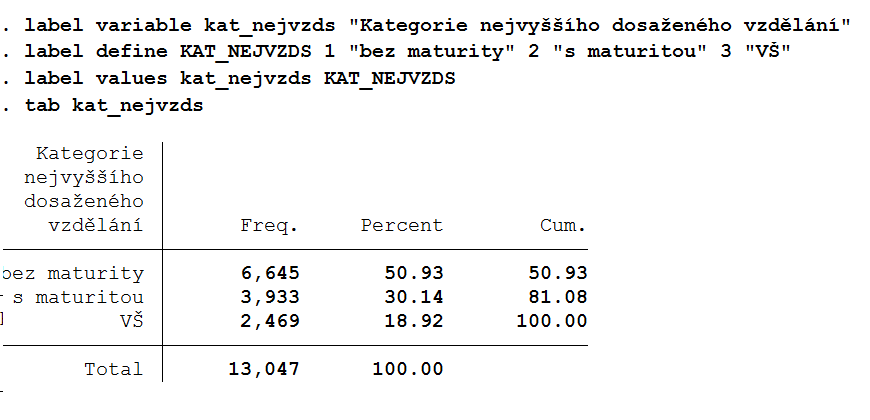 . label variable kat_nejvzds "Kategorie nejvyššího dosaženého vzdělání"
. label define KAT_NEJVZDS 1 "bez maturity" 2 "s maturitou" 3 "VŠ"
. label values kat_nejvzds KAT_NEJVZDS
. tab kat_nejvzds
Kategorie
nejvyššího
dosaženého
vzdělání Freq. Percent Cum.
bez maturity 6,645 50.93 50.93
s maturitou 3,933 30.14 81.08
VŠ 2,469 18.92 100.00
Total 13,047 100.00